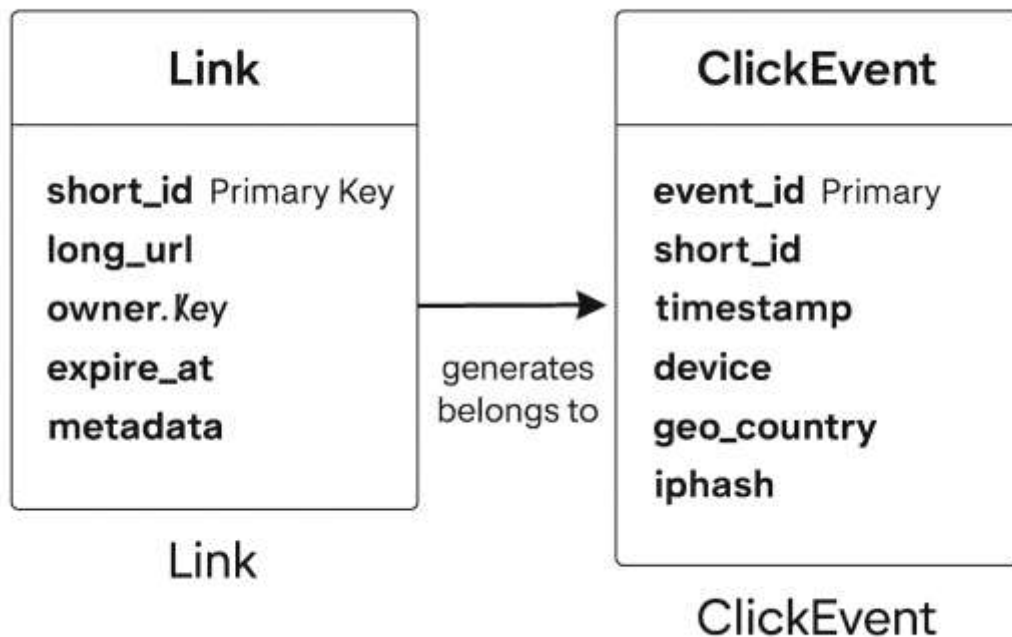 Link
short_id Primary Key
long_url
owner.Key
expire_at
metadata
Link
generates
belongs to
ClickEvent
event_id Primary
short_id
timestamp
device
geo_country
iphash
ClickEvent